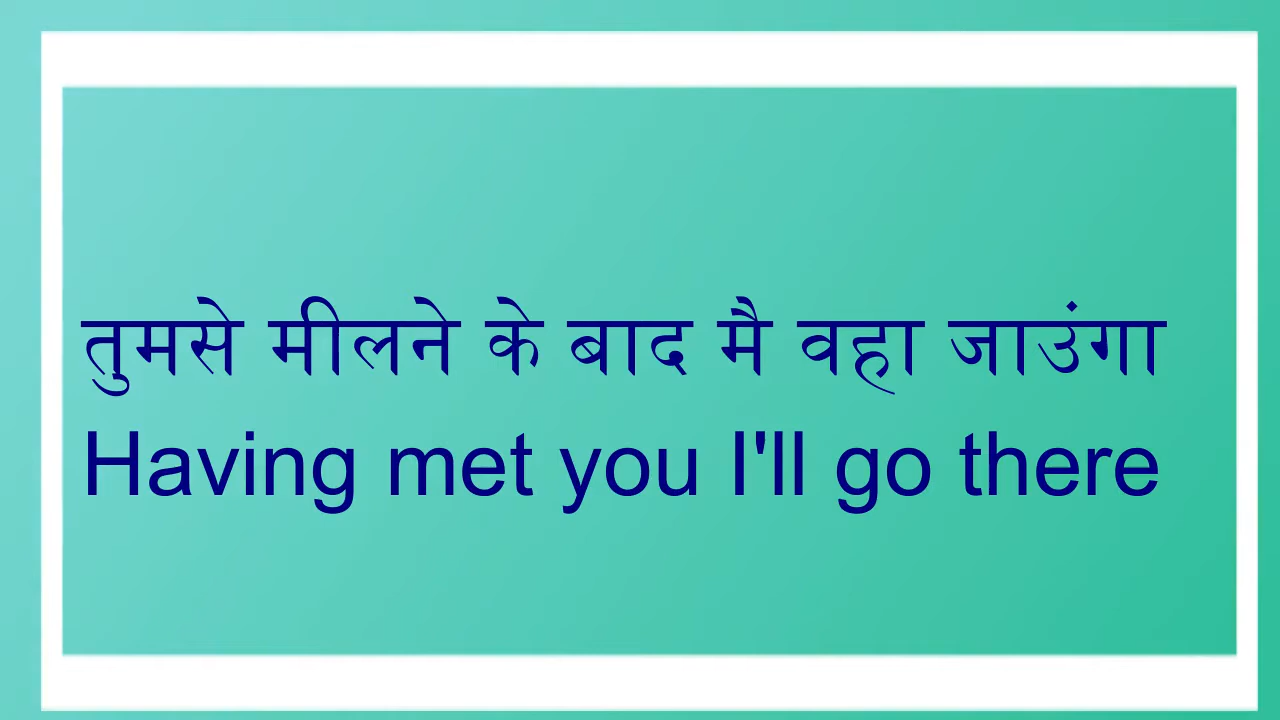 तुमसे मीलने के बाद मै वहा जाउंगा
Having met you I'll go there